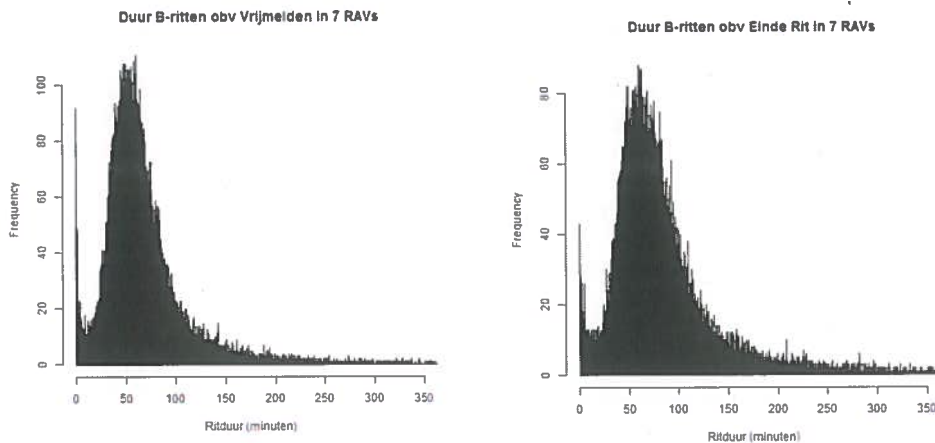 Duur B-ritten obv Vrijmelden in 7 RAVs
Frequency
0
20
40
60
80
100
0 50 100 150 200 250 300 350
Ritduur (minuten)
Duur B-ritten obv Einde Rit in 7 RAVs
Frequency
0
20
40
60
80
0 50 100 150 200 250 300 350
Ritduur (minuten)